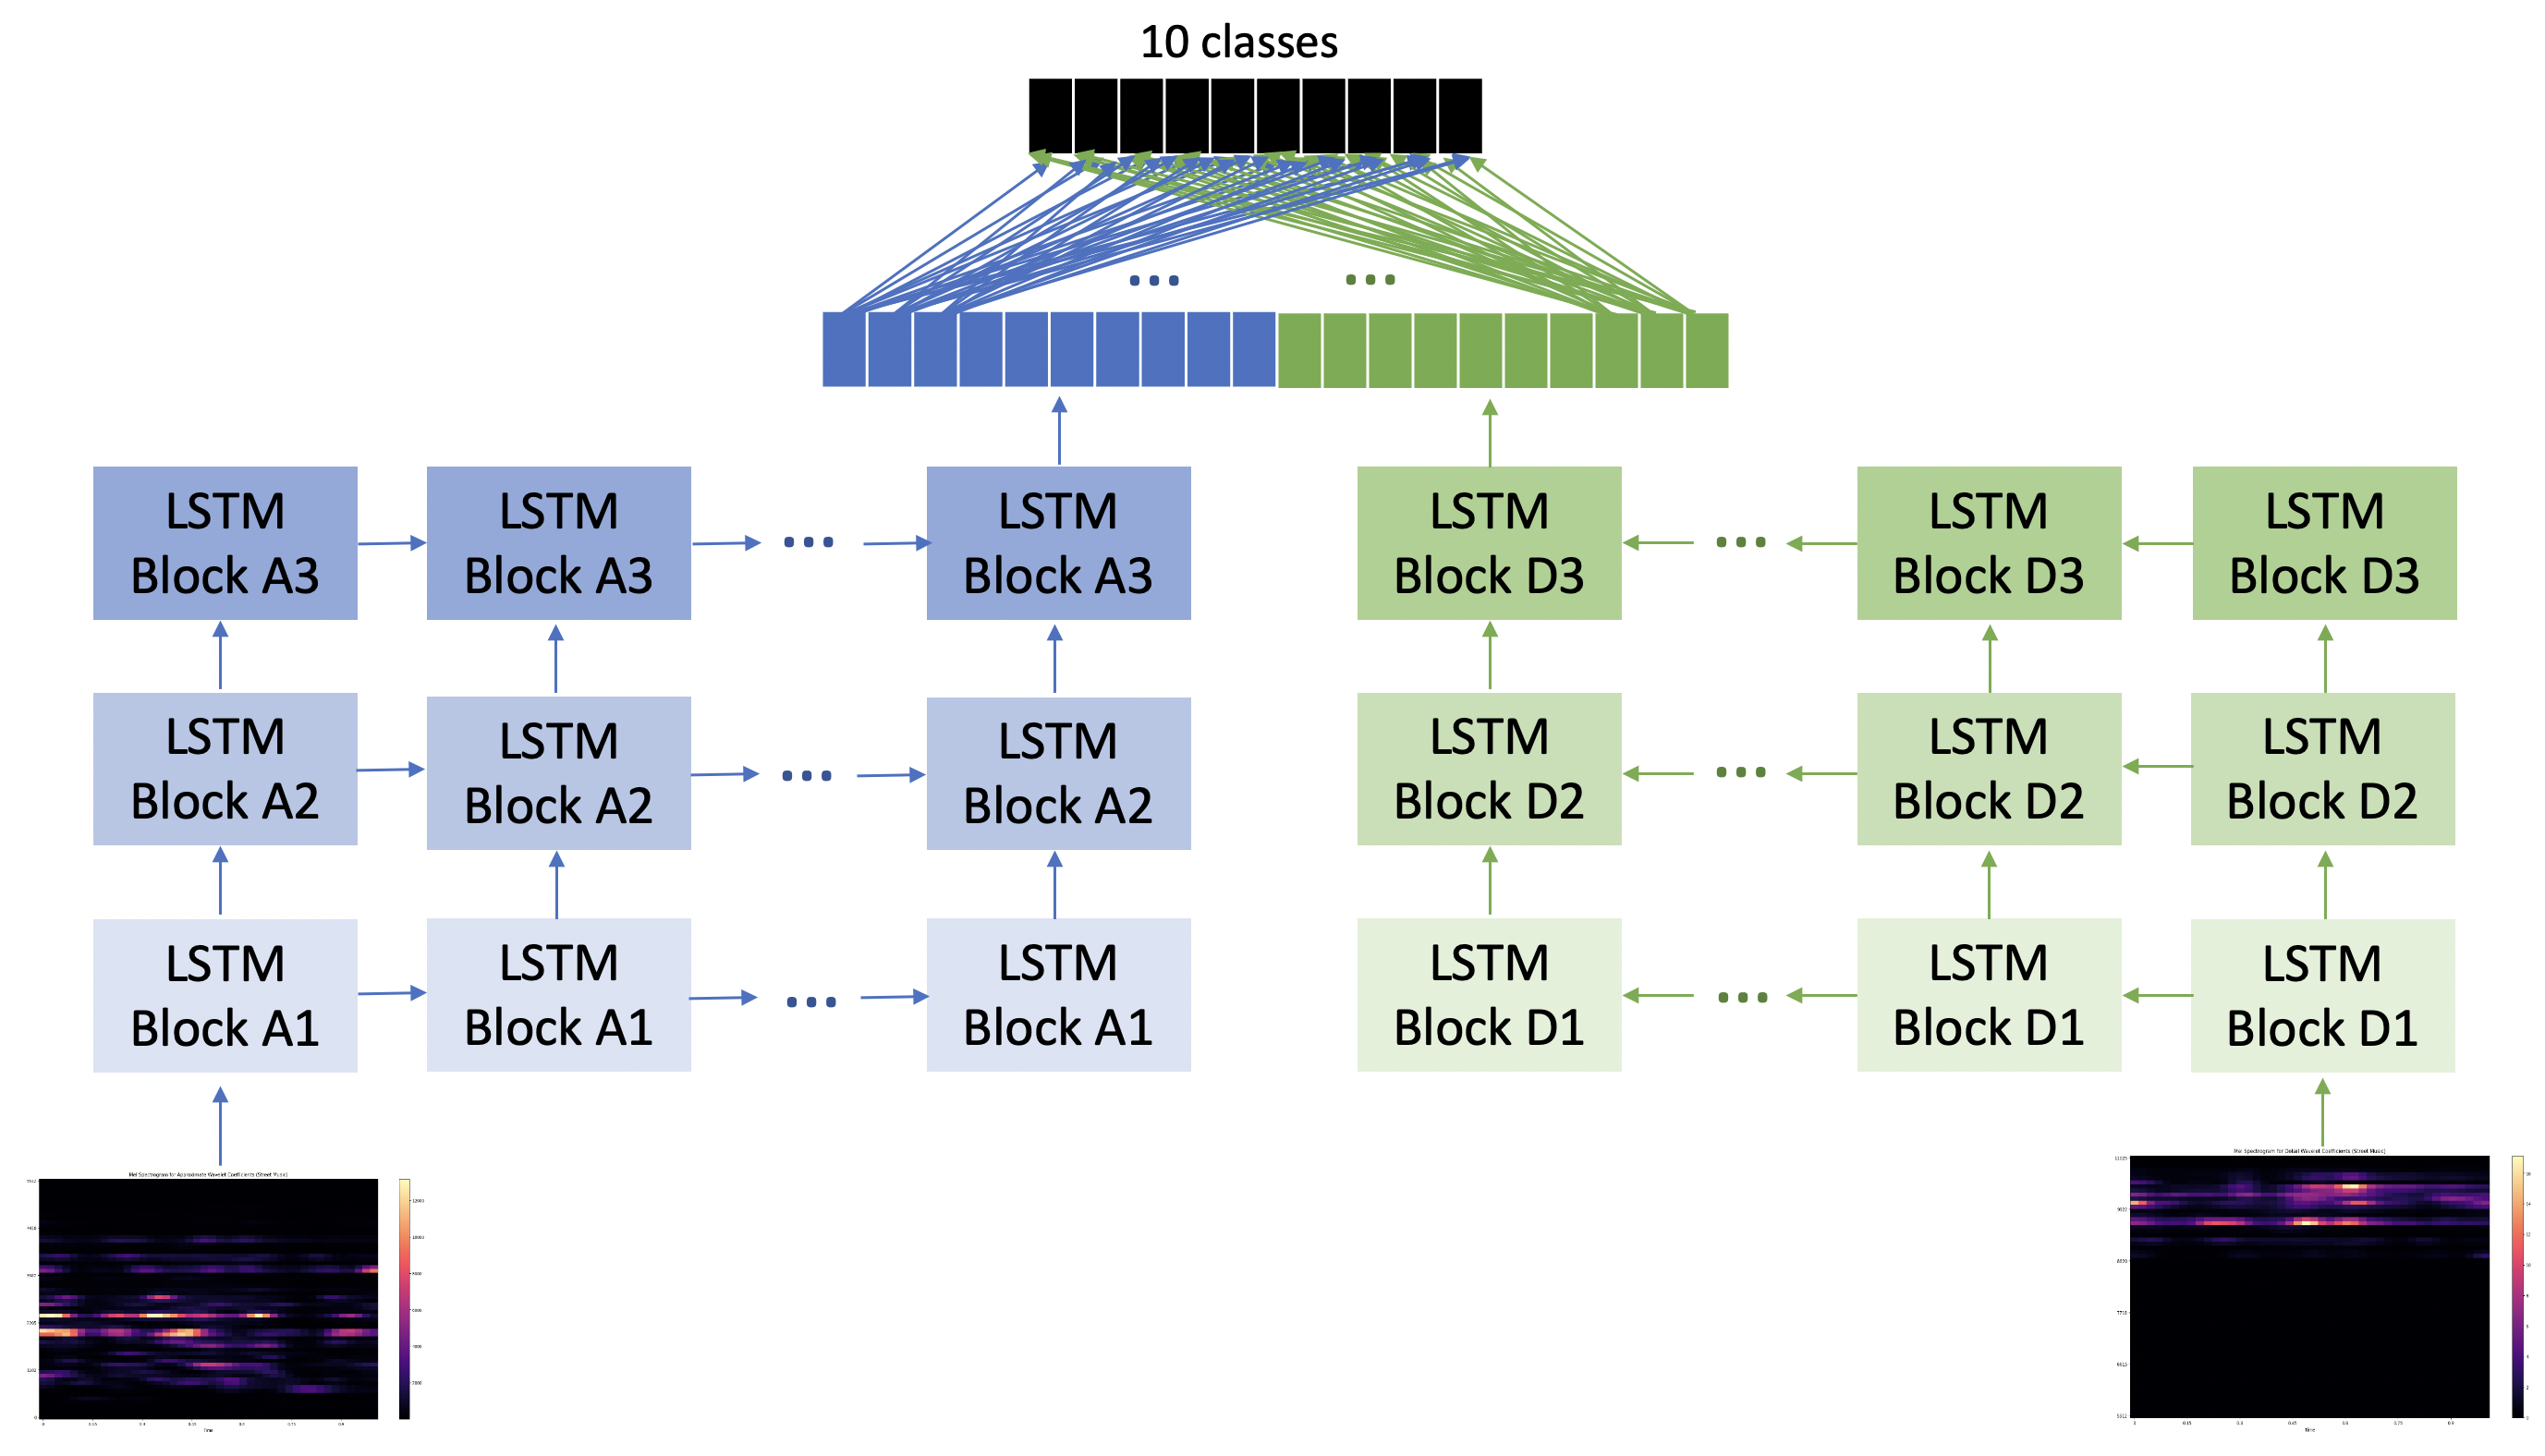 10 classes
LSTM
Block A3
LSTM
Block A3
LSTM
Block A3
LSTM
Block D3
LSTM
Block D3
LSTM
Block D3
LSTM
Block A2
LSTM
Block A2
LSTM
Block A2
LSTM
Block D2
LSTM
Block D2
LSTM
Block D2
LSTM
Block A1
LSTM
Block A1
LSTM
Block A1
LSTM
Block D1
LSTM
Block D1
LSTM
Block D1
Mel Spectrogram for Approximate Wavelet Coefficients (Street Music)
Time
Mel Spectrogram for Detail Wavelet Coefficients (Street Music)
Time